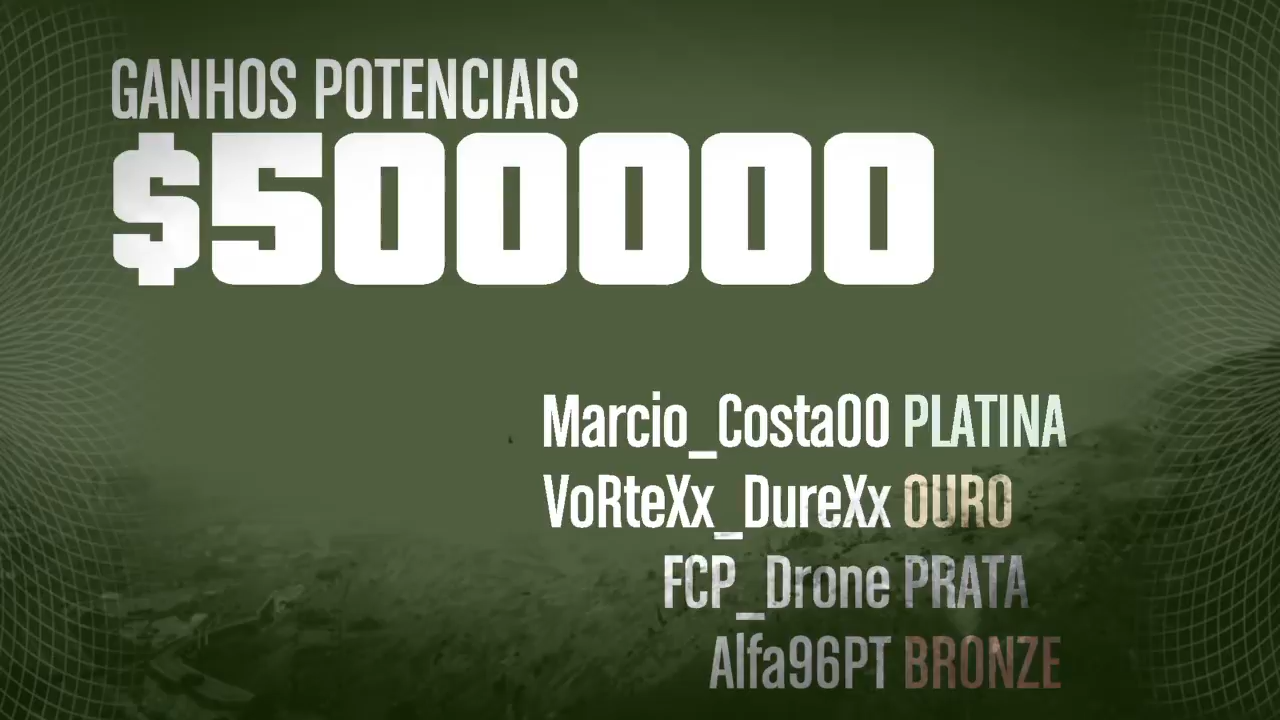 GANHOS POTENCIAIS
$500000
Marcio_Costa00 PLATINA
VoRteXx_DureXx OURO
FCP_Drone PRATA
Alfa96PT BRONZE